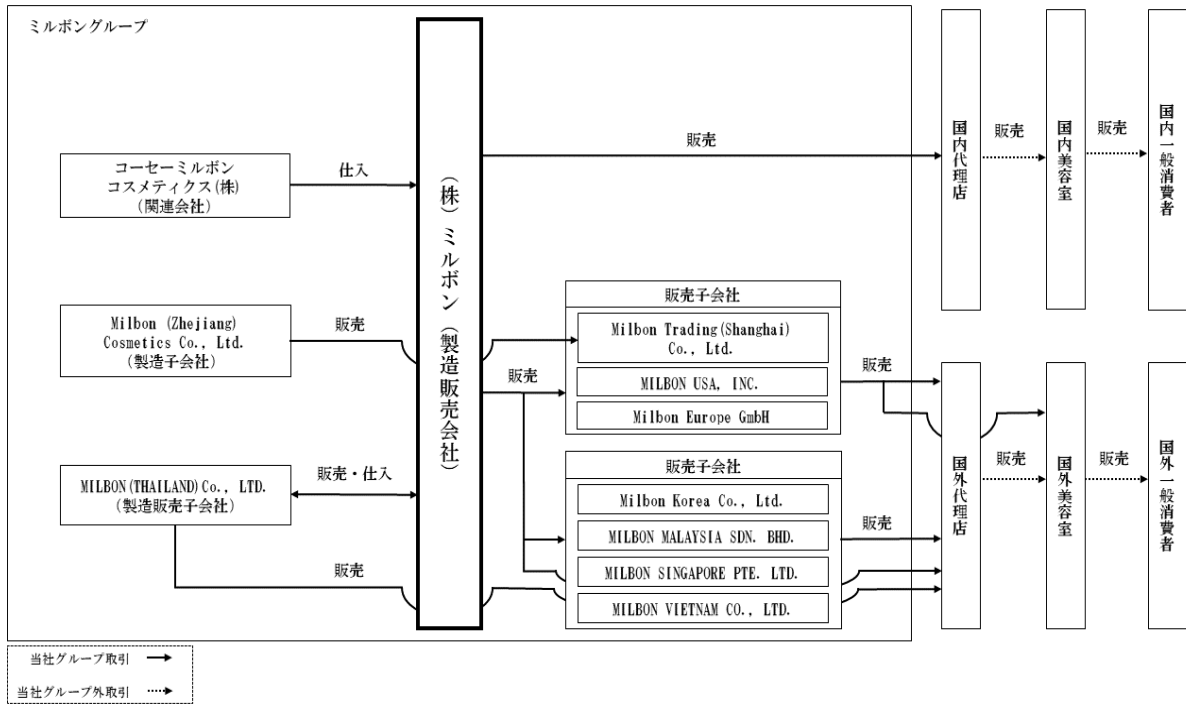 ミルボングループ
コーセーミルボン
コスメティクス(株)
(関連会社)
仕入
Milbon (Zhejiang)
Cosmetics Co., Ltd.
(製造子会社)
販売
MILBON(THAILAND)Co., LTD.
(製造販売子会社)
販売・仕入
販売
(株)ミルボン(製造販売会社)
販売
販売
販売子会社
Milbon Trading(Shanghai)
Co., Ltd.
MILBON USA, INC.
Milbon Europe GmbH
販売
販売子会社
Milbon Korea Co., Ltd.
MILBON MALAYSIA SDN. BHD.
MILBON SINGAPORE PTE. LTD.
MILBON VIETNAM CO., LTD.
販売
国内代理店
販売
国内美容室
販売
国内一般消費者
国外代理店
販売
国外美容室
販売
国外一般消費者
当社グループ取引
当社グループ外取引